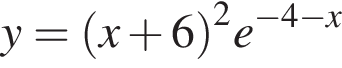 y = (x + 6)^2 e^{-4-x}